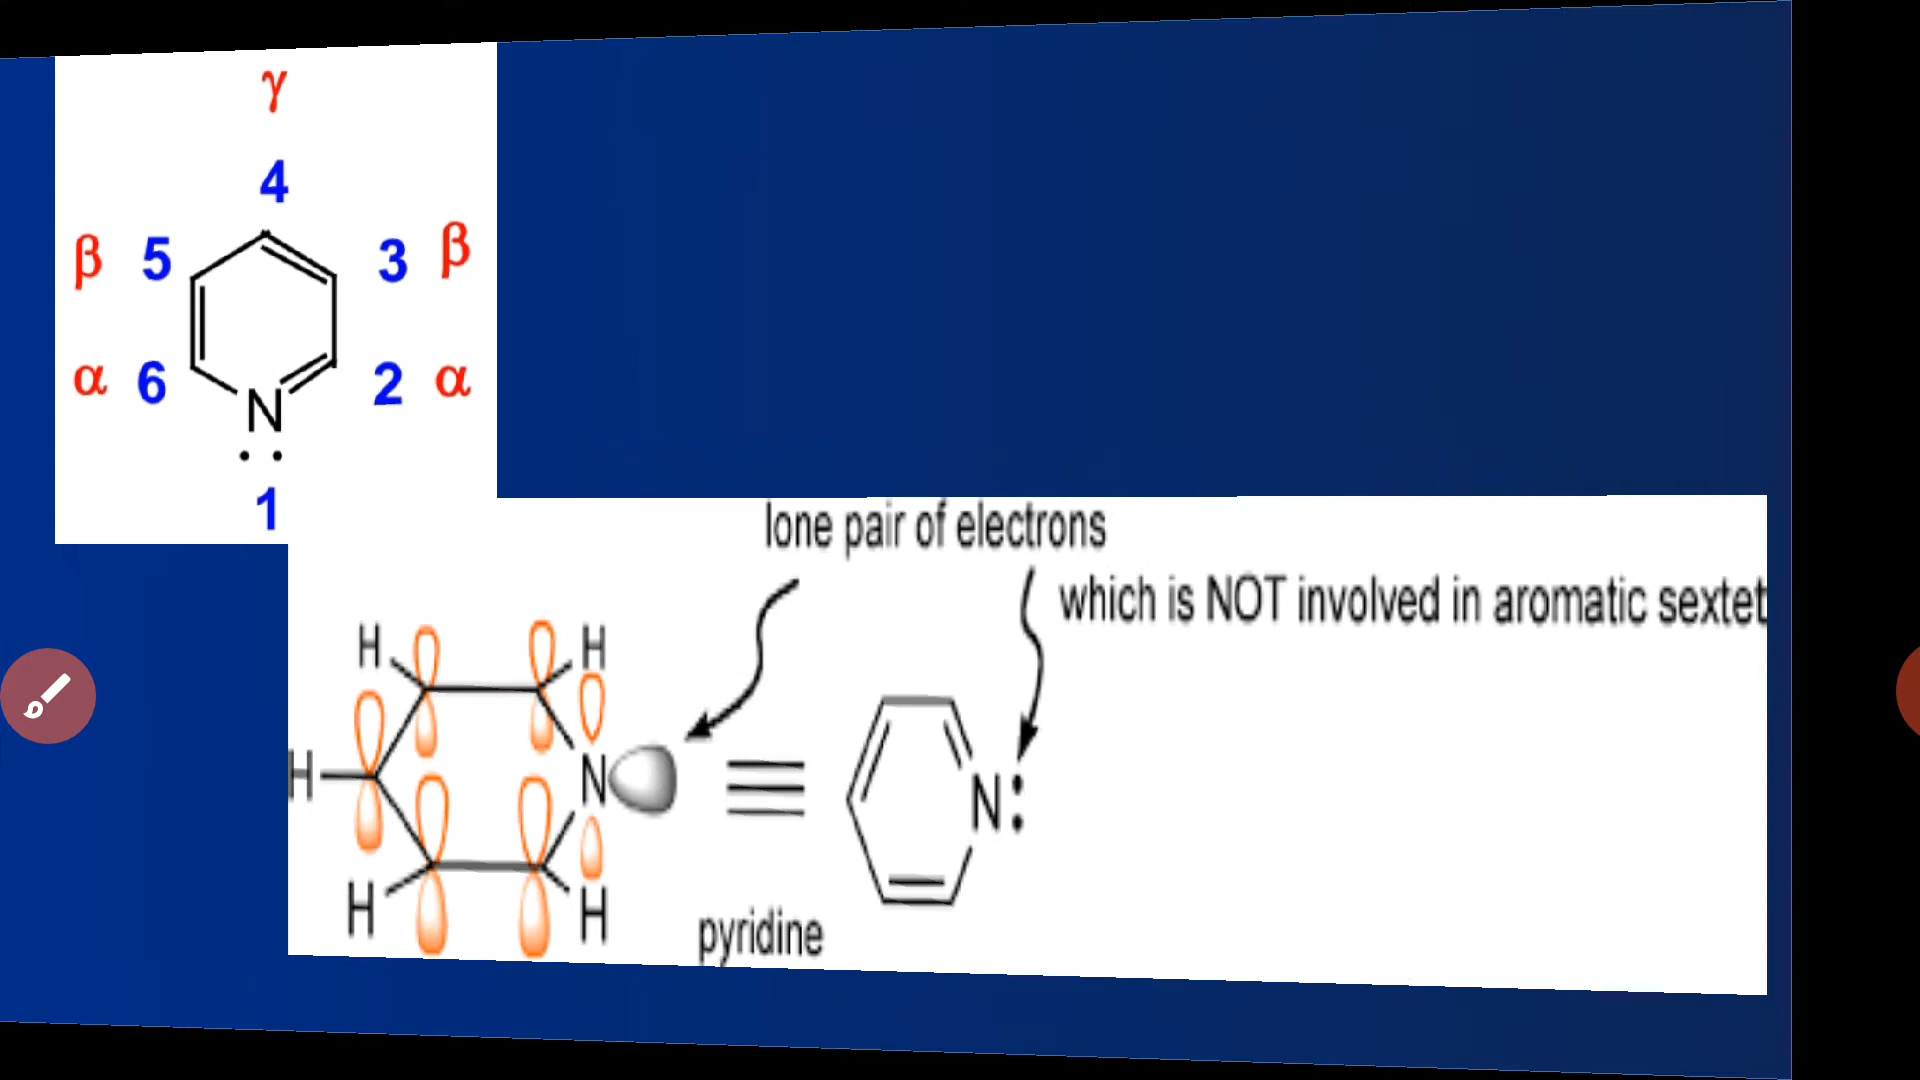 γ
4
β 5 3 β
α 6 2 α
N
1
lone pair of electrons
which is NOT involved in aromatic sextet
H H
H N N:
H H
pyridine